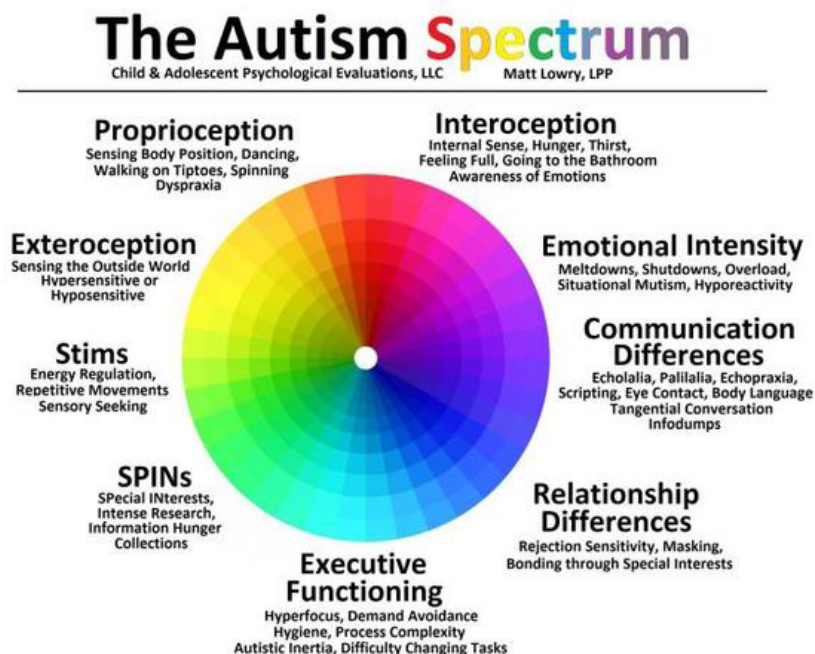 The Autism Spectrum
Child & Adolescent Psychological Evaluations, LLC Matt Lowry, LPP
Proprioception
Sensing Body Position, Dancing,
Walking on Tiptoes, Spinning
Dyspraxia
Interoception
Internal Sense, Hunger, Thirst,
Feeling Full, Going to the Bathroom
Awareness of Emotions
Exteroception
Sensing the Outside World
Hypersensitive or
Hyposensitive
Emotional Intensity
Meltdowns, Shutdowns, Overload,
Situational Mutism, Hyporeactivity
Stims
Energy Regulation,
Repetitive Movements
Sensory Seeking
Communication
Differences
Echolalia, Palilalia, Echopraxia,
Scripting, Eye Contact, Body Language
Tangential Conversation
Infodumps
SPINs
SPecial INterests,
Intense Research,
Information Hunger
Collections
Relationship
Differences
Rejection Sensitivity, Masking,
Bonding through Special Interests
Executive
Functioning
Hyperfocus, Demand Avoidance
Hygiene, Process Complexity
Autistic Inertia, Difficulty Changing Tasks